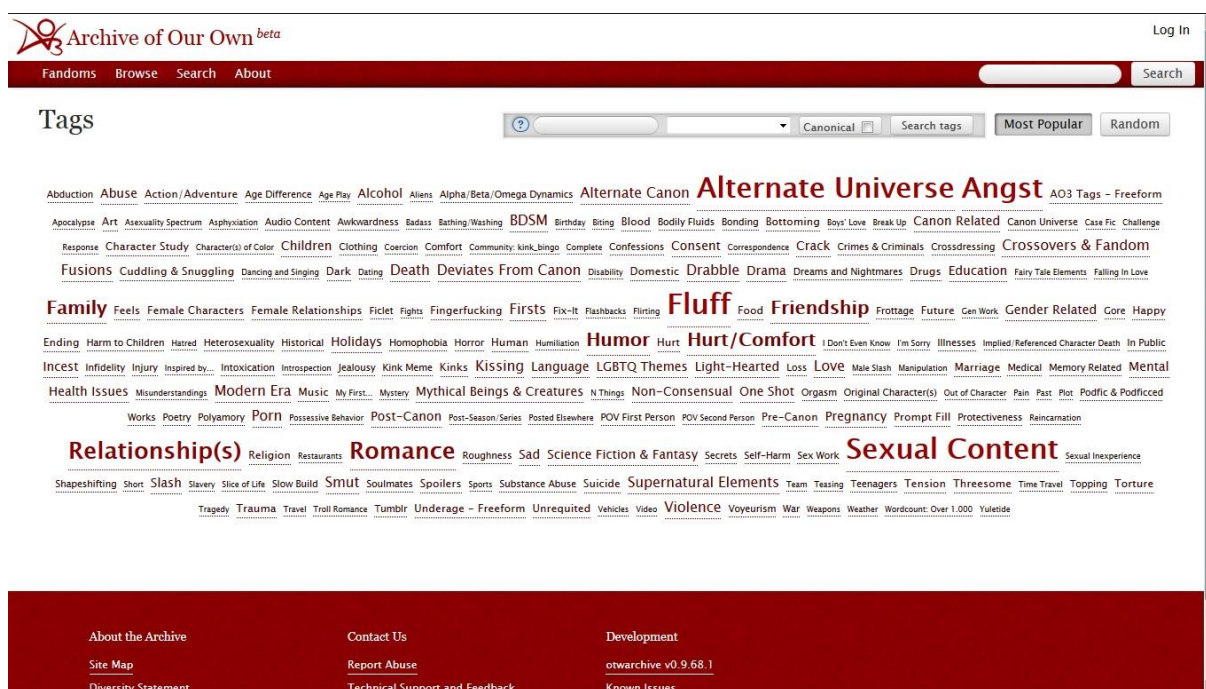 Archive of Our Own beta
Log In
Fandoms Browse Search About
Search
Tags
? Canonical Search tags Most Popular Random
Abduction Abuse Action/Adventure Age Difference Age Play Alcohol Aliens Alpha/Beta/Omega Dynamics Alternate Canon Alternate Universe Angst AO3 Tags - Freeform
Apocalypse Art Asexuality Spectrum Asphyxiation Audio Content Awkwardness Badass Bathing/Washing BDSM Birthday Biting Blood Bodily Fluids Bonding Bottoming Boys' Love Break Up Canon Related Canon Universe Case Fic Challenge
Response Character Study Character(s) of Color Children Clothing Coercion Comfort Community: kink_bingo Complete Confessions Consent Correspondence Crack Crimes & Criminals Crossdressing Crossovers & Fandom
Fusions Cuddling & Snuggling Dancing and Singing Dark Dating Death Deviates From Canon Disability Domestic Drabble Drama Dreams and Nightmares Drugs Education Fairy Tale Elements Falling In Love
Family Feels Female Characters Female Relationships Ficlet Fights Fingerfucking Firsts Fix-It Flashbacks Flirting Fluff Food Friendship Frottage Future Gen Work Gender Related Gore Happy
Ending Harm to Children Hatred Heterosexuality Historical Holidays Homophobia Horror Human Humiliation Humor Hurt Hurt/Comfort I Don't Even Know I'm Sorry Illnesses Implied/Referenced Character Death In Public
Incest Infidelity Injury Inspired by... Intoxication Introspection Jealousy Kink Meme Kinks Kissing Language LGBTQ Themes Light-Hearted Loss Love Male Slash Manipulation Marriage Medical Memory Related Mental
Health Issues Misunderstandings Modern Era Music My First... Mystery Mythical Beings & Creatures N Things Non-Consensual One Shot Orgasm Original Character(s) Out of Character Pain Past Plot Podfic & Podficced
Works Poetry Polyamory Porn Possessive Behavior Post-Canon Post-Season/Series Posted Elsewhere POV First Person POV Second Person Pre-Canon Pregnancy Prompt Fill Protectiveness Reincarnation
Relationship(s) Religion Restaurants Romance Roughness Sad Science Fiction & Fantasy Secrets Self-Harm Sex Work Sexual Content Sexual Inexperience
Shapeshifting Short Slash Slavery Slice of Life Slow Build Smut Soulmates Spoilers Sports Substance Abuse Suicide Supernatural Elements Team Teasing Teenagers Tension Threesome Time Travel Topping Torture
Tragedy Trauma Travel Troll Romance Tumblr Underage - Freeform Unrequited Vehicles Video Violence Voyeurism War Weapons Weather Wordcount: Over 1.000 Yuletide
About the Archive Contact Us Development
Site Map Report Abuse otwarchive v0.9.68.1
Diversity Statement Technical Support and Feedback Known Issues